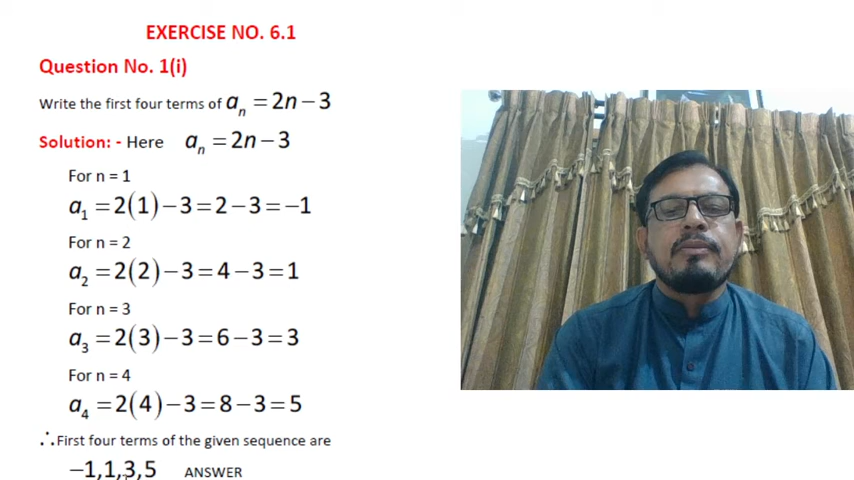 EXERCISE NO. 6.1
Question No. 1(i)
Write the first four terms of aₙ = 2n − 3
Solution: - Here aₙ = 2n − 3
For n = 1
a₁ = 2(1) − 3 = 2 − 3 = −1
For n = 2
a₂ = 2(2) − 3 = 4 − 3 = 1
For n = 3
a₃ = 2(3) − 3 = 6 − 3 = 3
For n = 4
a₄ = 2(4) − 3 = 8 − 3 = 5
∴ First four terms of the given sequence are
−1,1,3,5 ANSWER